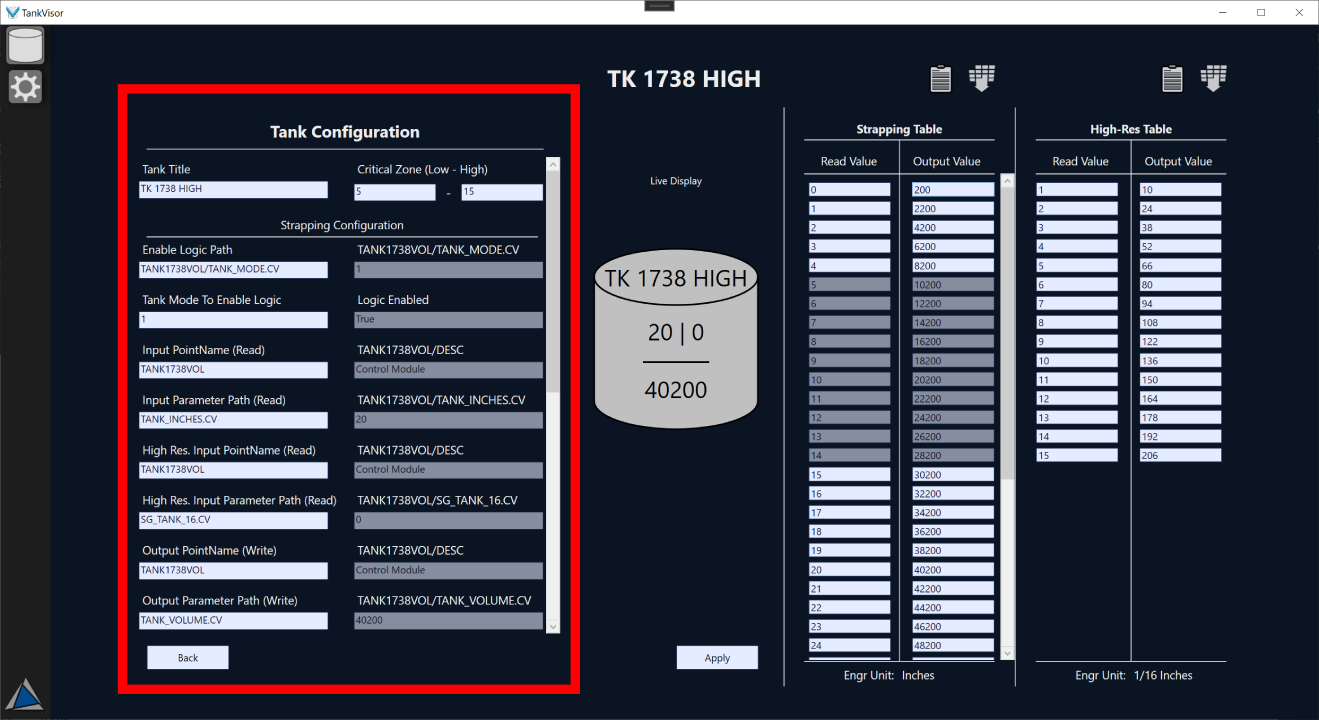 TankVisor
TK 1738 HIGH
Tank Configuration
Tank Title
Critical Zone (Low - High)
TK 1738 HIGH
5 - 15
Strapping Configuration
Enable Logic Path
TANK1738VOL/TANK_MODE.CV
TANK1738VOL/TANK_MODE.CV
1
Tank Mode To Enable Logic
Logic Enabled
1
True
Input PointName (Read)
TANK1738VOL/DESC
TANK1738VOL
Control Module
Input Parameter Path (Read)
TANK1738VOL/TANK_INCHES.CV
TANK_INCHES.CV
20
High Res. Input PointName (Read)
TANK1738VOL/DESC
TANK1738VOL
Control Module
High Res. Input Parameter Path (Read)
TANK1738VOL/SG_TANK_16.CV
SG_TANK_16.CV
0
Output PointName (Write)
TANK1738VOL/DESC
TANK1738VOL
Control Module
Output Parameter Path (Write)
TANK1738VOL/TANK_VOLUME.CV
TANK_VOLUME.CV
40200
Back
Live Display
TK 1738 HIGH
20 | 0
40200
Apply
Strapping Table
Read Value Output Value
0 200
1 2200
2 4200
3 6200
4 8200
5 10200
6 12200
7 14200
8 16200
9 18200
10 20200
11 22200
12 24200
13 26200
14 28200
15 30200
16 32200
17 34200
18 36200
19 38200
20 40200
21 42200
22 44200
23 46200
24 48200
Engr Unit: Inches
High-Res Table
Read Value Output Value
1 10
2 24
3 38
4 52
5 66
6 80
7 94
8 108
9 122
10 136
11 150
12 164
13 178
14 192
15 206
Engr Unit: 1/16 Inches